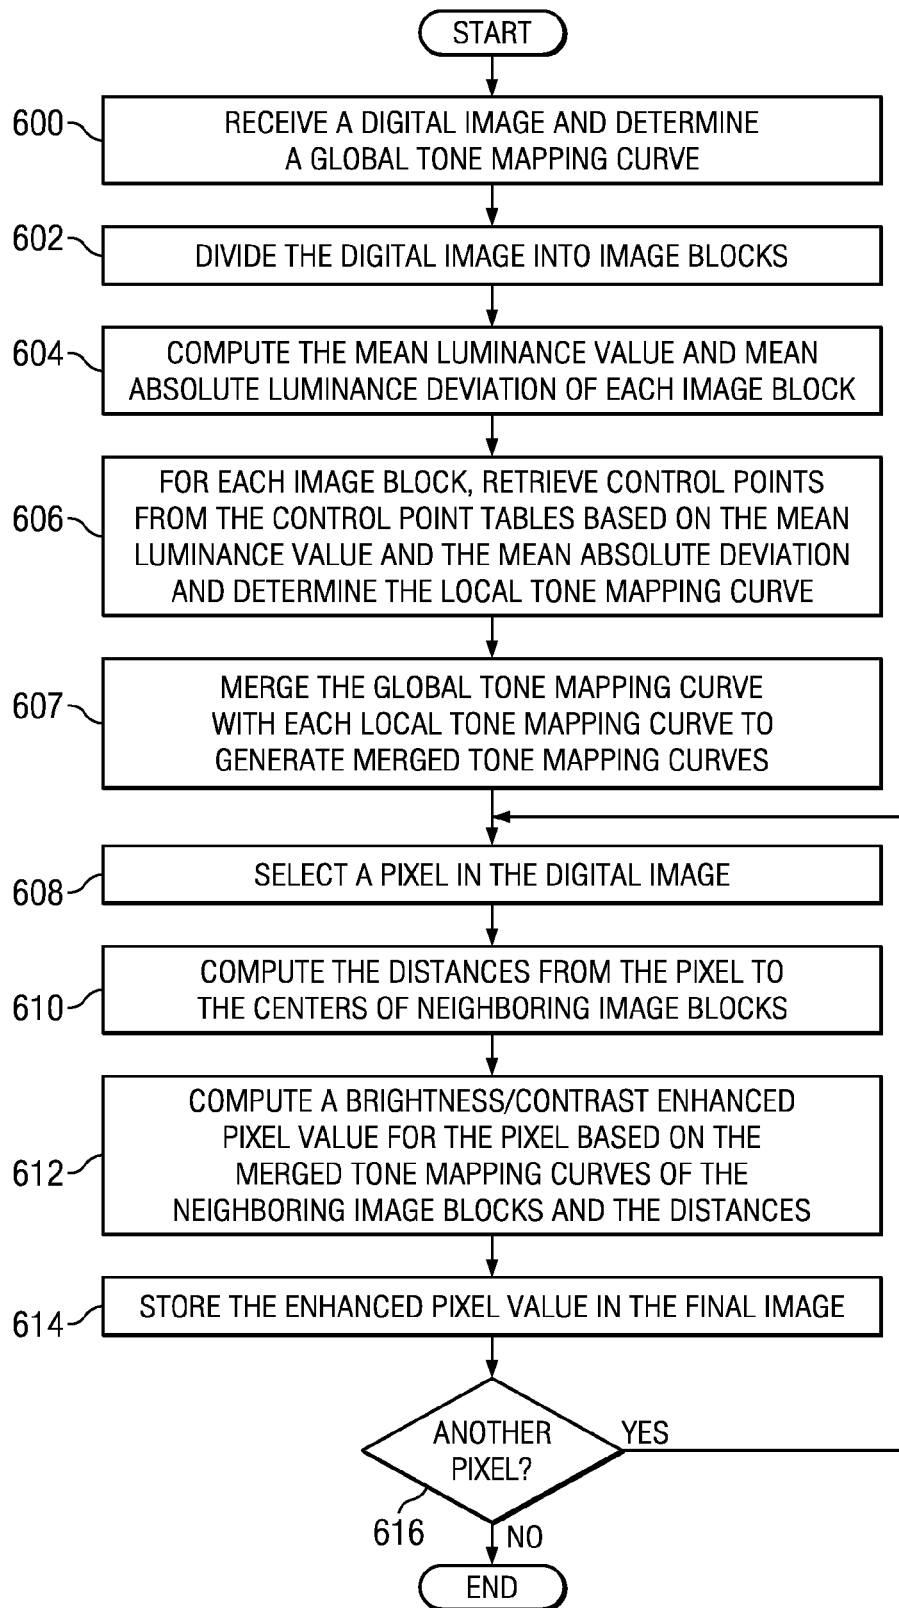 START
600
RECEIVE A DIGITAL IMAGE AND DETERMINE
A GLOBAL TONE MAPPING CURVE
602
DIVIDE THE DIGITAL IMAGE INTO IMAGE BLOCKS
604
COMPUTE THE MEAN LUMINANCE VALUE AND MEAN
ABSOLUTE LUMINANCE DEVIATION OF EACH IMAGE BLOCK
606
FOR EACH IMAGE BLOCK, RETRIEVE CONTROL POINTS
FROM THE CONTROL POINT TABLES BASED ON THE MEAN
LUMINANCE VALUE AND THE MEAN ABSOLUTE DEVIATION
AND DETERMINE THE LOCAL TONE MAPPING CURVE
607
MERGE THE GLOBAL TONE MAPPING CURVE
WITH EACH LOCAL TONE MAPPING CURVE TO
GENERATE MERGED TONE MAPPING CURVES
608
SELECT A PIXEL IN THE DIGITAL IMAGE
610
COMPUTE THE DISTANCES FROM THE PIXEL TO
THE CENTERS OF NEIGHBORING IMAGE BLOCKS
612
COMPUTE A BRIGHTNESS/CONTRAST ENHANCED
PIXEL VALUE FOR THE PIXEL BASED ON THE
MERGED TONE MAPPING CURVES OF THE
NEIGHBORING IMAGE BLOCKS AND THE DISTANCES
614
STORE THE ENHANCED PIXEL VALUE IN THE FINAL IMAGE
ANOTHER
PIXEL?
YES
616
NO
END